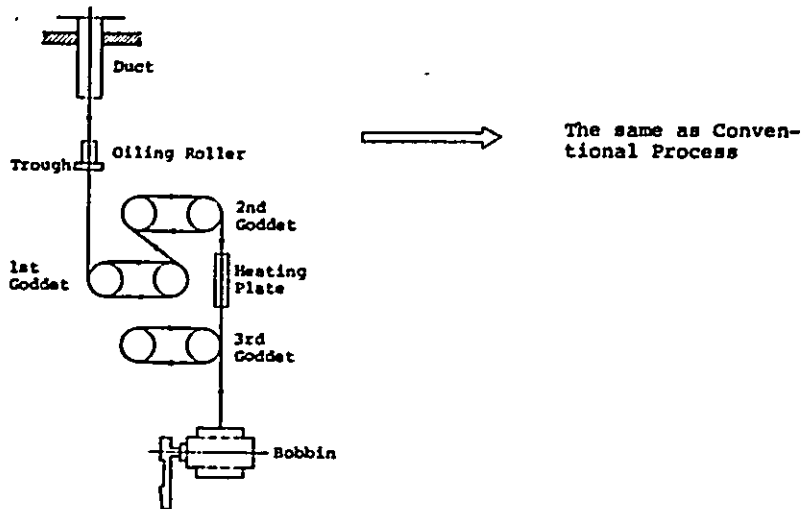 Duct
Oiling Roller
Trough
2nd
Goddet
1st
Goddet
Heating
Plate
3rd
Goddet
Bobbin
The same as Conven-
tional Process